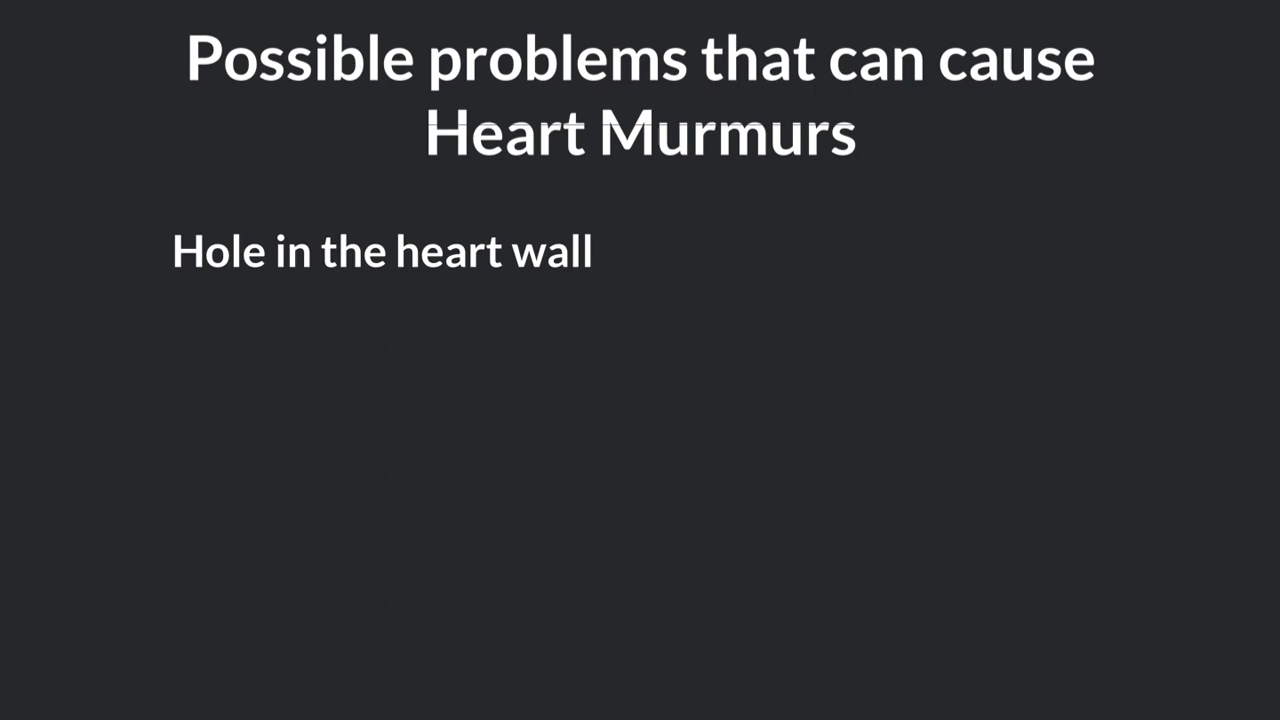 Possible problems that can cause
Heart Murmurs
Hole in the heart wall